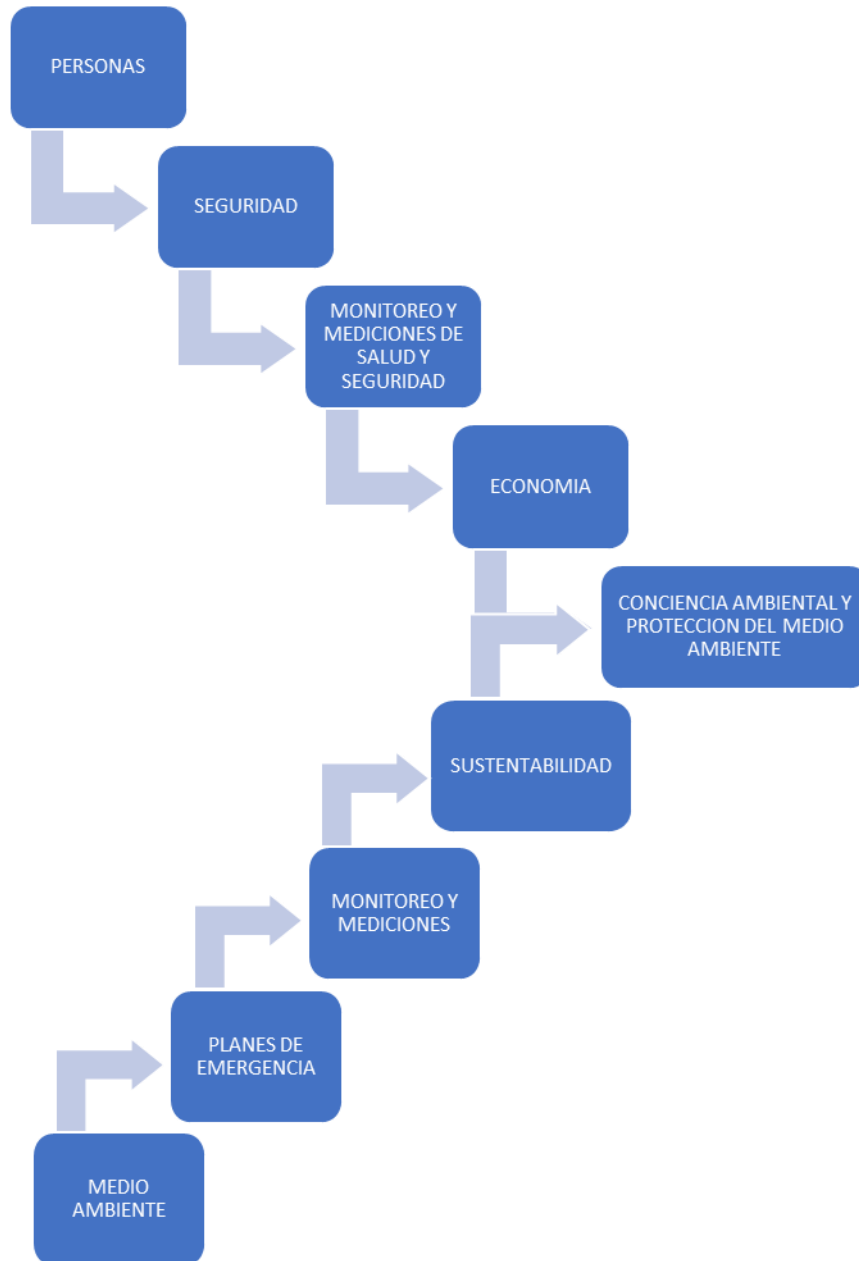 PERSONAS
SEGURIDAD
MONITOREO Y
MEDICIONES DE
SALUD Y
SEGURIDAD
ECONOMIA
CONCIENCIA AMBIENTAL Y
PROTECCION DEL MEDIO
AMBIENTE
SUSTENTABILIDAD
MONITOREO Y
MEDICIONES
PLANES DE
EMERGENCIA
MEDIO
AMBIENTE